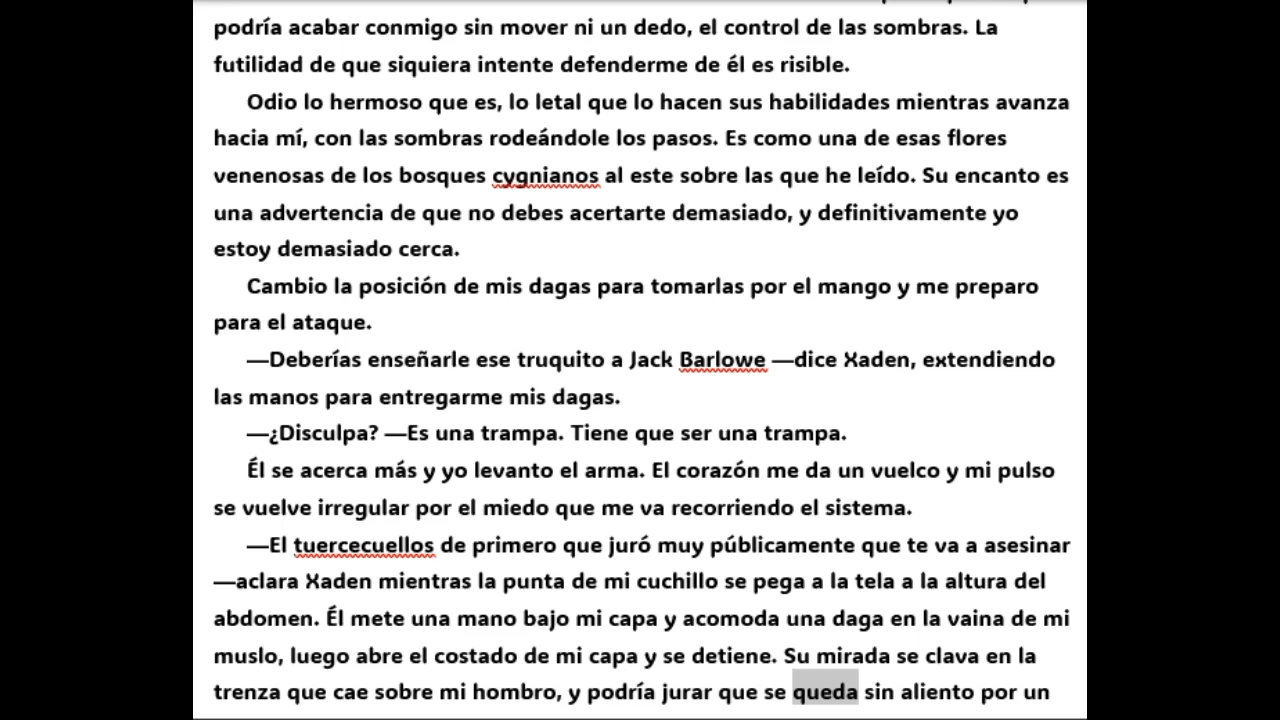 podría acabar conmigo sin mover ni un dedo, el control de las sombras. La
futilidad de que siquiera intente defenderme de él es risible.
Odio lo hermoso que es, lo letal que lo hacen sus habilidades mientras avanza
hacia mí, con las sombras rodeándole los pasos. Es como una de esas flores
venenosas de los bosques cygnianos al este sobre las que he leído. Su encanto es
una advertencia de que no debes acertarte demasiado, y definitivamente yo
estoy demasiado cerca.
Cambio la posición de mis dagas para tomarlas por el mango y me preparo
para el ataque.
—Deberías enseñarle ese truquito a Jack Barlowe —dice Xaden, extendiendo
las manos para entregarme mis dagas.
—¿Disculpa? —Es una trampa. Tiene que ser una trampa.
Él se acerca más y yo levanto el arma. El corazón me da un vuelco y mi pulso
se vuelve irregular por el miedo que me va recorriendo el sistema.
—El tuercecuellos de primero que juró muy públicamente que te va a asesinar
—aclara Xaden mientras la punta de mi cuchillo se pega a la tela a la altura del
abdomen. Él mete una mano bajo mi capa y acomoda una daga en la vaina de mi
muslo, luego abre el costado de mi capa y se detiene. Su mirada se clava en la
trenza que cae sobre mi hombro, y podría jurar que se queda sin aliento por un